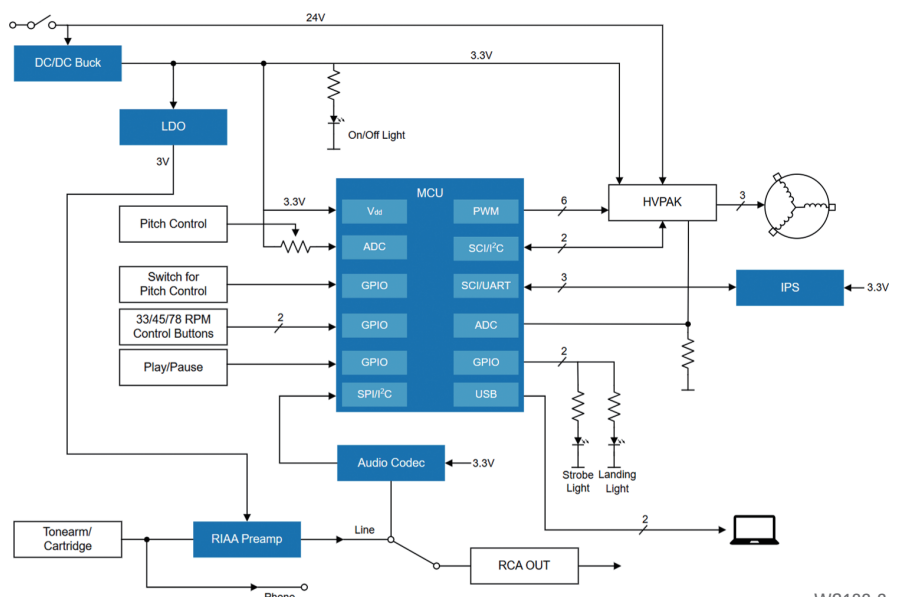 24V
DC/DC Buck
3.3V
LDO
On/Off Light
3V
MCU
3.3V
Vdd
PWM
6
HVPAK
3
Pitch Control
ADC
SCI/I²C
2
Switch for
Pitch Control
GPIO
SCI/UART
3
IPS
3.3V
33/45/78 RPM
Control Buttons
2
GPIO
ADC
Play/Pause
GPIO
GPIO
2
SPI/I²C
USB
Audio Codec
3.3V
Strobe
Light
Landing
Light
Tonearm/
Cartridge
RIAA Preamp
Line
2
RCA OUT
Phono